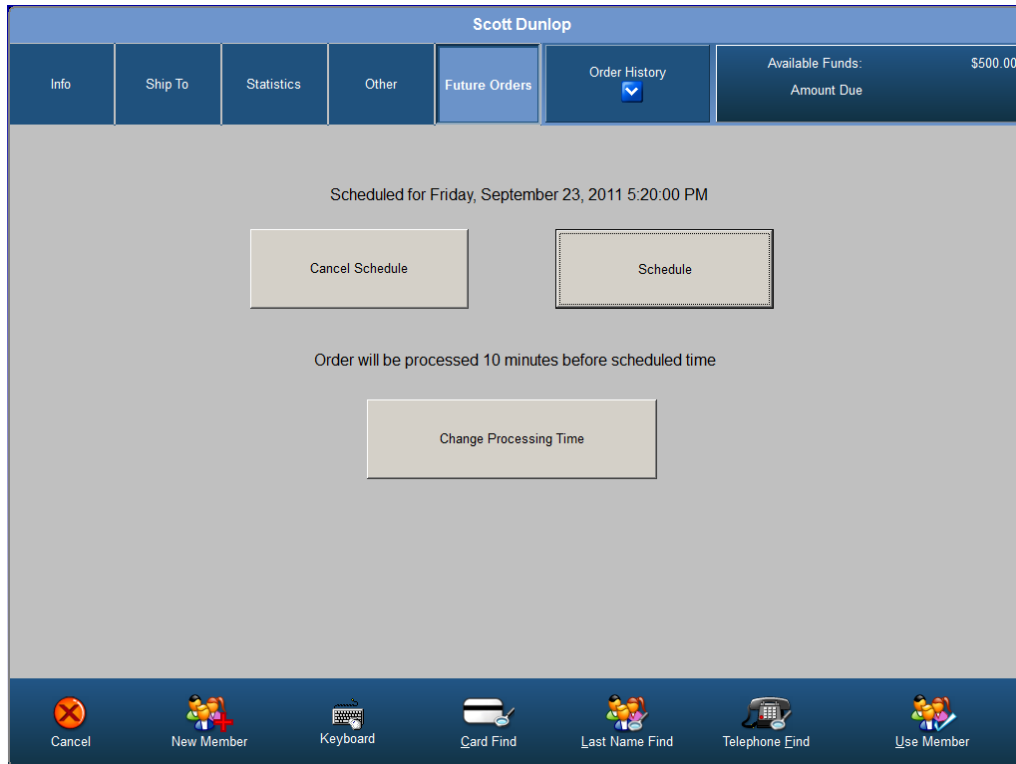 Scott Dunlop
Info
Ship To
Statistics
Other
Future Orders
Order History
Available Funds: $500.00
Amount Due
Scheduled for Friday, September 23, 2011 5:20:00 PM
Cancel Schedule
Schedule
Order will be processed 10 minutes before scheduled time
Change Processing Time
Cancel
New Member
Keyboard
Card Find
Last Name Find
Telephone Find
Use Member